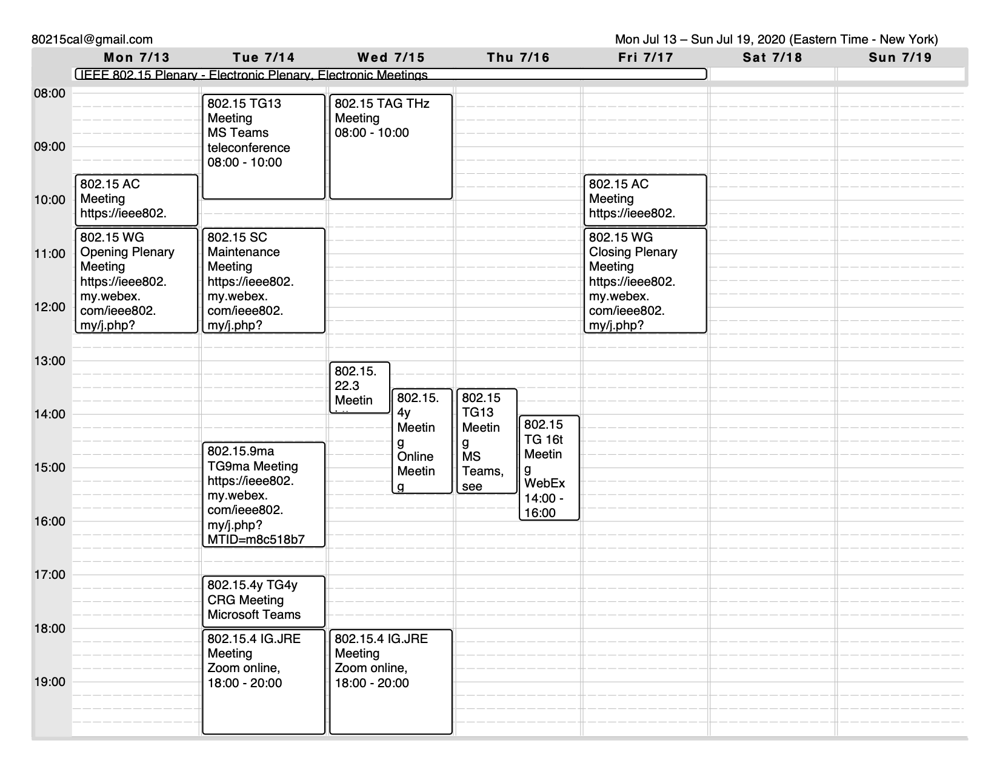 80215cal@gmail.com
Mon Jul 13 – Sun Jul 19, 2020 (Eastern Time - New York)
Mon 7/13
Tue 7/14
Wed 7/15
Thu 7/16
Fri 7/17
Sat 7/18
Sun 7/19
IEEE 802.15 Plenary - Electronic Plenary, Electronic Meetings
08:00
09:00
10:00
11:00
12:00
13:00
14:00
15:00
16:00
17:00
18:00
19:00
802.15 AC
Meeting
https://ieee802.
802.15 WG
Opening Plenary
Meeting
https://ieee802.
my.webex.
com/ieee802.
my/j.php?
802.15 TG13
Meeting
MS Teams
teleconference
08:00 - 10:00
802.15 SC
Maintenance
Meeting
https://ieee802.
my.webex.
com/ieee802.
my/j.php?
802.15.9ma
TG9ma Meeting
https://ieee802.
my.webex.
com/ieee802.
my/j.php?
MTID=m8c518b7
802.15.4y TG4y
CRG Meeting
Microsoft Teams
802.15.4 IG.JRE
Meeting
Zoom online,
18:00 - 20:00
802.15 TAG THz
Meeting
08:00 - 10:00
802.15.
22.3
Meetin
802.15.
4y
Meetin
g
Online
Meetin
g
802.15.4 IG.JRE
Meeting
Zoom online,
18:00 - 20:00
802.15
TG13
Meetin
g
MS
Teams,
see
802.15
TG 16t
Meetin
g
WebEx
14:00 -
16:00
802.15 AC
Meeting
https://ieee802.
802.15 WG
Closing Plenary
Meeting
https://ieee802.
my.webex.
com/ieee802.
my/j.php?